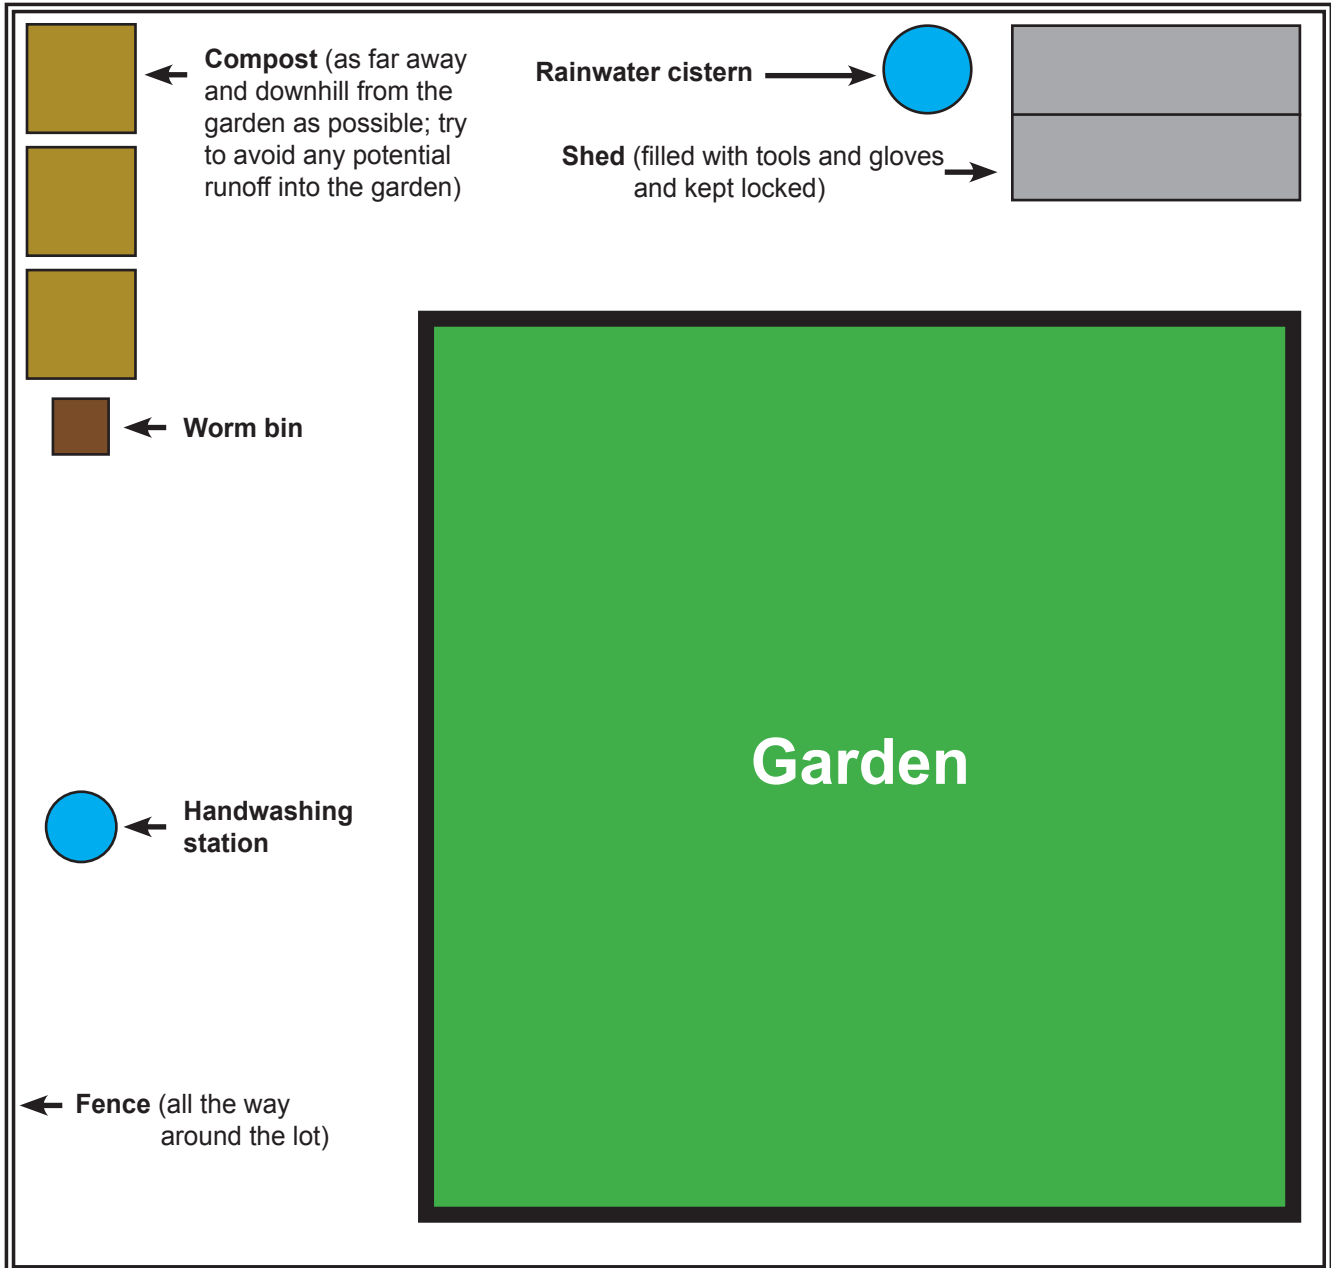 Compost (as far away
and downhill from the
garden as possible; try
to avoid any potential
runoff into the garden)
Rainwater cistern
Shed (filled with tools and gloves
and kept locked)
Worm bin
Garden
Handwashing
station
Fence (all the way
around the lot)